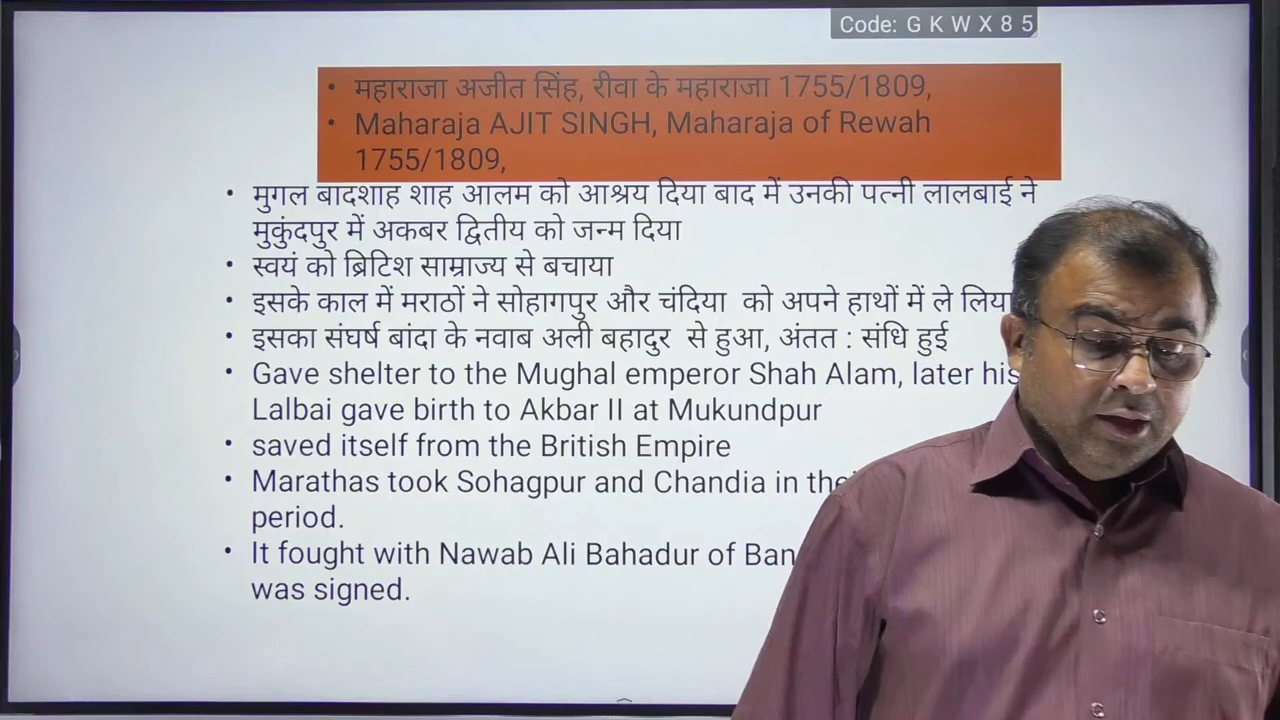 Code: G K W X 8 5
• महाराजा अजीत सिंह, रीवा के महाराजा 1755/1809,
• Maharaja AJIT SINGH, Maharaja of Rewah
1755/1809,
• मुगल बादशाह शाह आलम को आश्रय दिया बाद में उनकी पत्नी लालबाई ने
मुकुंदपुर में अकबर द्वितीय को जन्म दिया
• स्वयं को ब्रिटिश साम्राज्य से बचाया
• इसके काल में मराठों ने सोहागपुर और चंदिया को अपने हाथों में ले लिया
• इसका संघर्ष बांदा के नवाब अली बहादुर से हुआ, अंतत : संधि हुई
• Gave shelter to the Mughal emperor Shah Alam, later his
Lalbai gave birth to Akbar II at Mukundpur
• saved itself from the British Empire
• Marathas took Sohagpur and Chandia in
period.
• It fought with Nawab Ali Bahadur of
was signed.